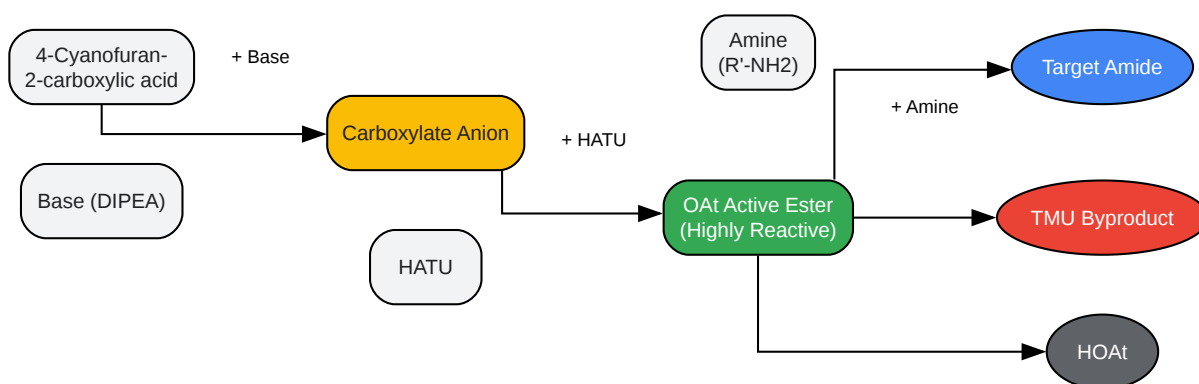 4-Cyanofuran-
2-carboxylic acid
+ Base
Base (DIPEA)
Carboxylate Anion
+ HATU
HATU
Amine
(R'-NH2)
OAt Active Ester
(Highly Reactive)
+ Amine
Target Amide
TMU Byproduct
HOAt